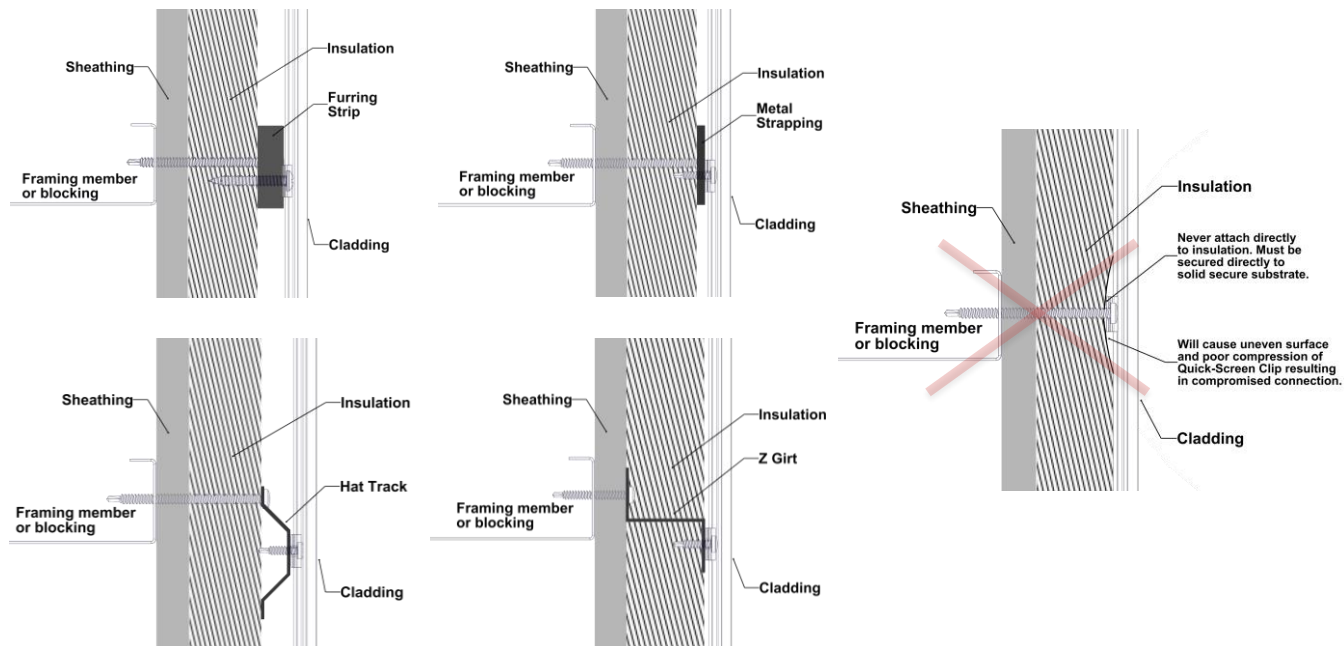 Insulation
Sheathing
Furring
Strip
Framing member
or blocking
Cladding
Sheathing
Insulation
Metal
Strapping
Framing member
or blocking
Cladding
Insulation
Sheathing
Never attach directly
to insulation. Must be
secured directly to
solid secure substrate.
Framing member
or blocking
Will cause uneven surface
and poor compression of
Quick-Screen Clip resulting
in compromised connection.
Cladding
Sheathing
Insulation
Hat Track
Framing member
or blocking
Cladding
Sheathing
Insulation
Z Girt
Framing member
or blocking
Cladding